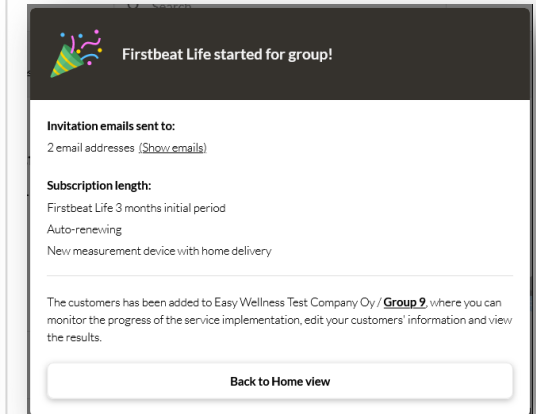 Search
Firstbeat Life started for group!
Invitation emails sent to:
2 email addresses (Show emails)
Subscription length:
Firstbeat Life 3 months initial period
Auto-renewing
New measurement device with home delivery
The customers has been added to Easy Wellness Test Company Oy / Group 9, where you can
monitor the progress of the service implementation, edit your customers' information and view
the results.
Back to Home view